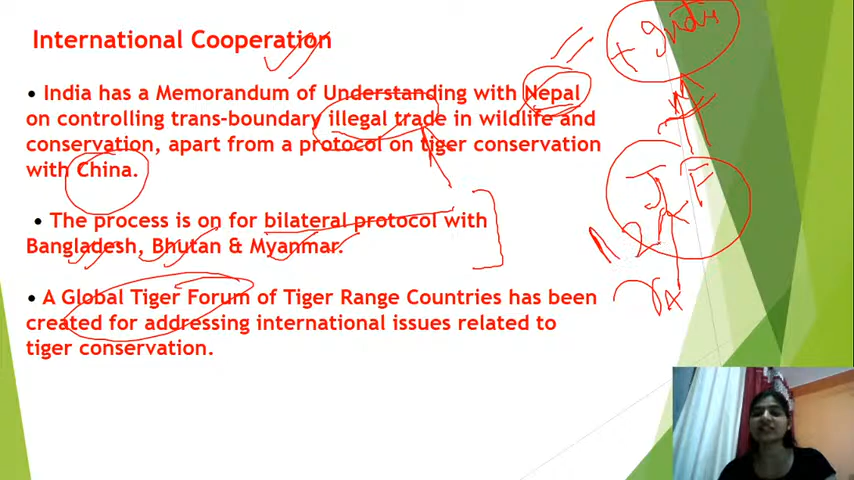 International Cooperation
• India has a Memorandum of Understanding with Nepal
on controlling trans-boundary illegal trade in wildlife and
conservation, apart from a protocol on tiger conservation
with China.
• The process is on for bilateral protocol with
Bangladesh, Bhutan & Myanmar.
• A Global Tiger Forum of Tiger Range Countries has been
created for addressing international issues related to
tiger conservation.